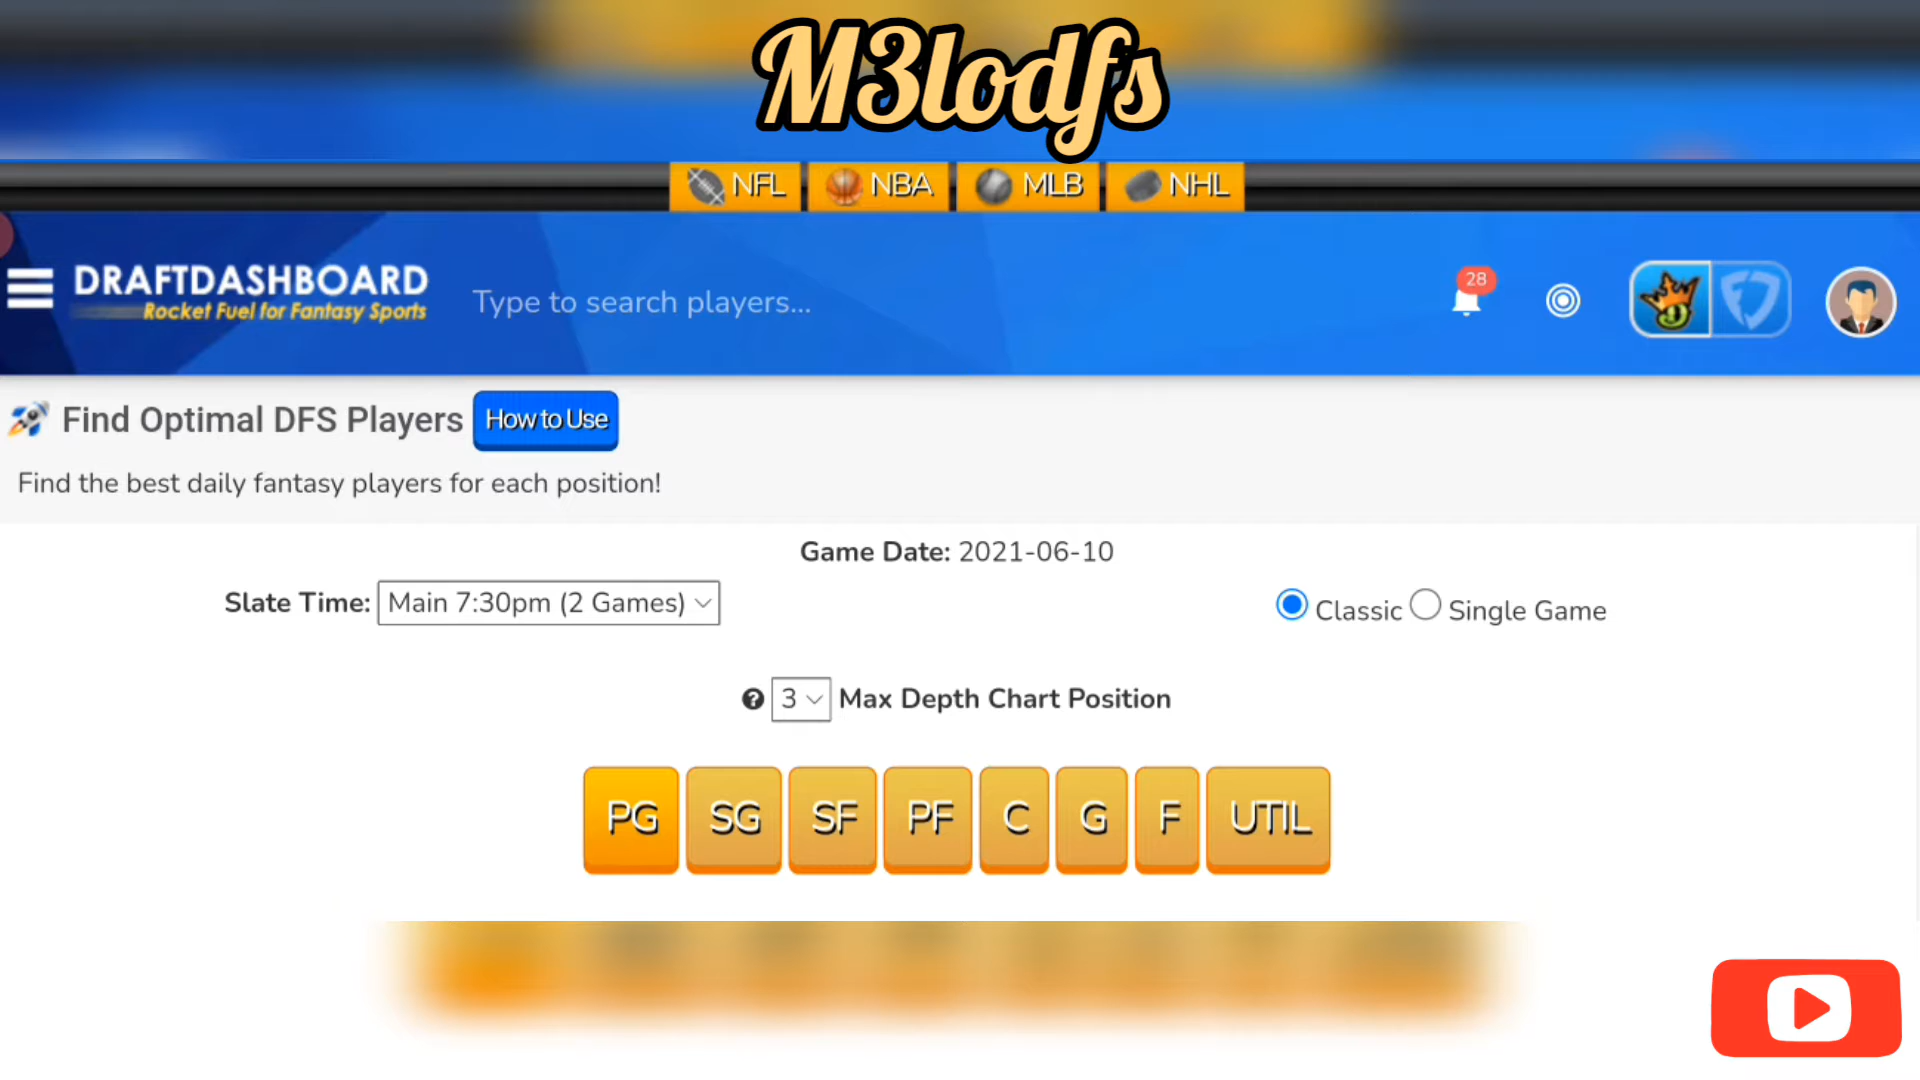 M3lodfs
NFL NBA MLB NHL
DRAFTDASHBOARD
Rocket Fuel for Fantasy Sports
Type to search players...
28
Find Optimal DFS Players How to Use
Find the best daily fantasy players for each position!
Game Date: 2021-06-10
Slate Time: Main 7:30pm (2 Games)
Classic Single Game
? 3 Max Depth Chart Position
PG SG SF PF C G F UTIL